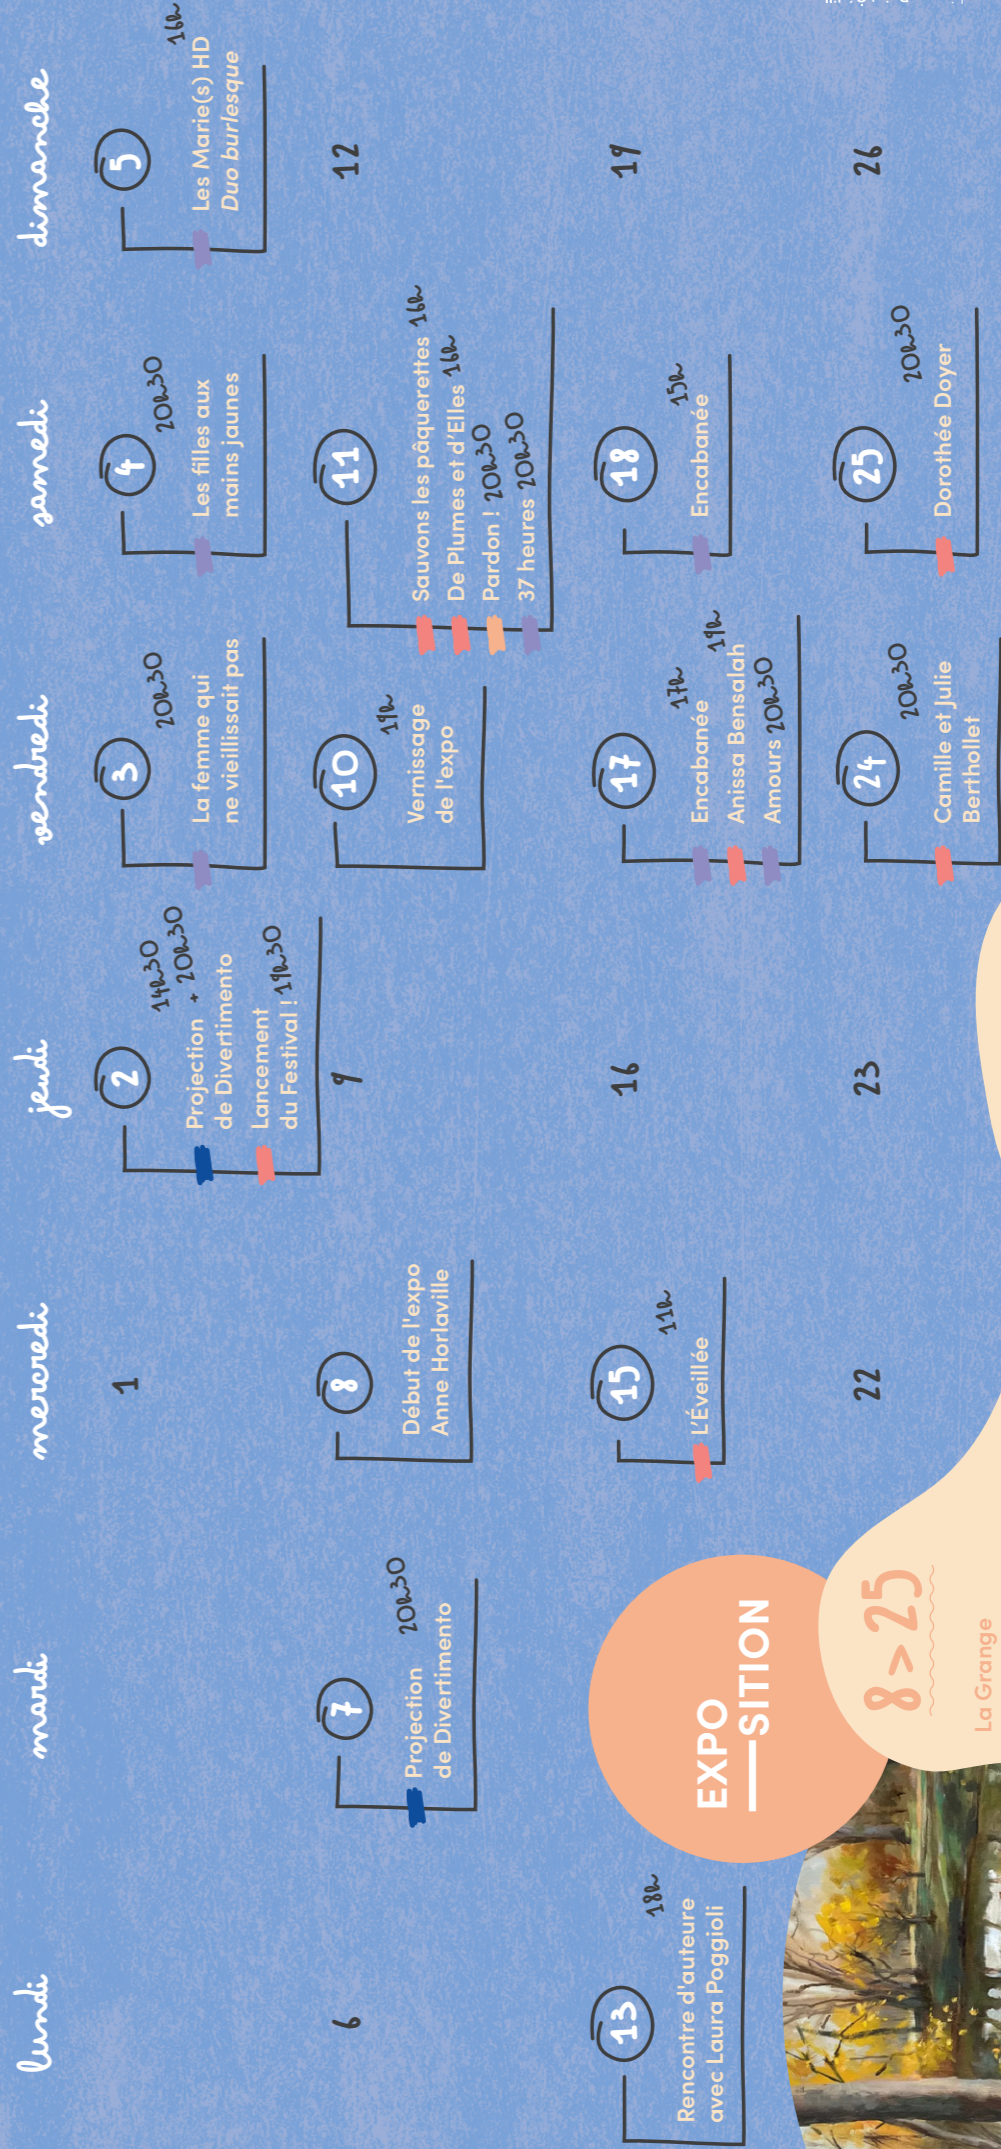 lundi
mardi
mercredi
jeudi
vendredi
samedi
dimanche
1
2
14h30
+ 20h30
Projection
de Divertimento
Lancement
du Festival ! 19h30
3
20h30
La femme qui
ne vieillissait pas
4
20h30
Les filles aux
mains jaunes
5
16h
Les Marie(s) HD
Duo burlesque
6
7
20h30
Projection
de Divertimento
8
Début de l'expo
Anne Horlaville
9
10
19h
Vernissage
de l'expo
11
Sauvons les pâquerettes 16h
De Plumes et d'Elles 16h
Pardon ! 20h30
37 heures 20h30
12
13
18h
Rencontre d'auteure
avec Laura Poggioli
EXPO
SITION
15
11h
L'Éveillée
16
17
17h
Encabanée
19h
Anissa Bensalah
Amours 20h30
18
15h
Encabanée
19
8 > 25
La Grange
22
23
24
20h30
Camille et Julie
Berthollet
25
20h30
Dorothée Doyer
26